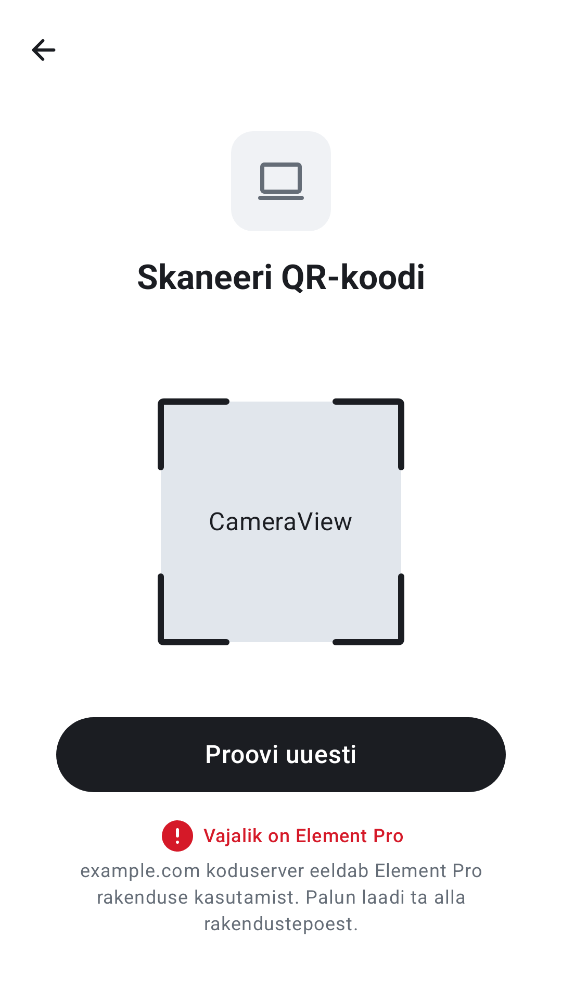 Skaneeri QR-koodi
CameraView
Proovi uuesti
Vajalik on Element Pro
example.com koduserver eeldab Element Pro
rakenduse kasutamist. Palun laadi ta alla
rakendustepoest.